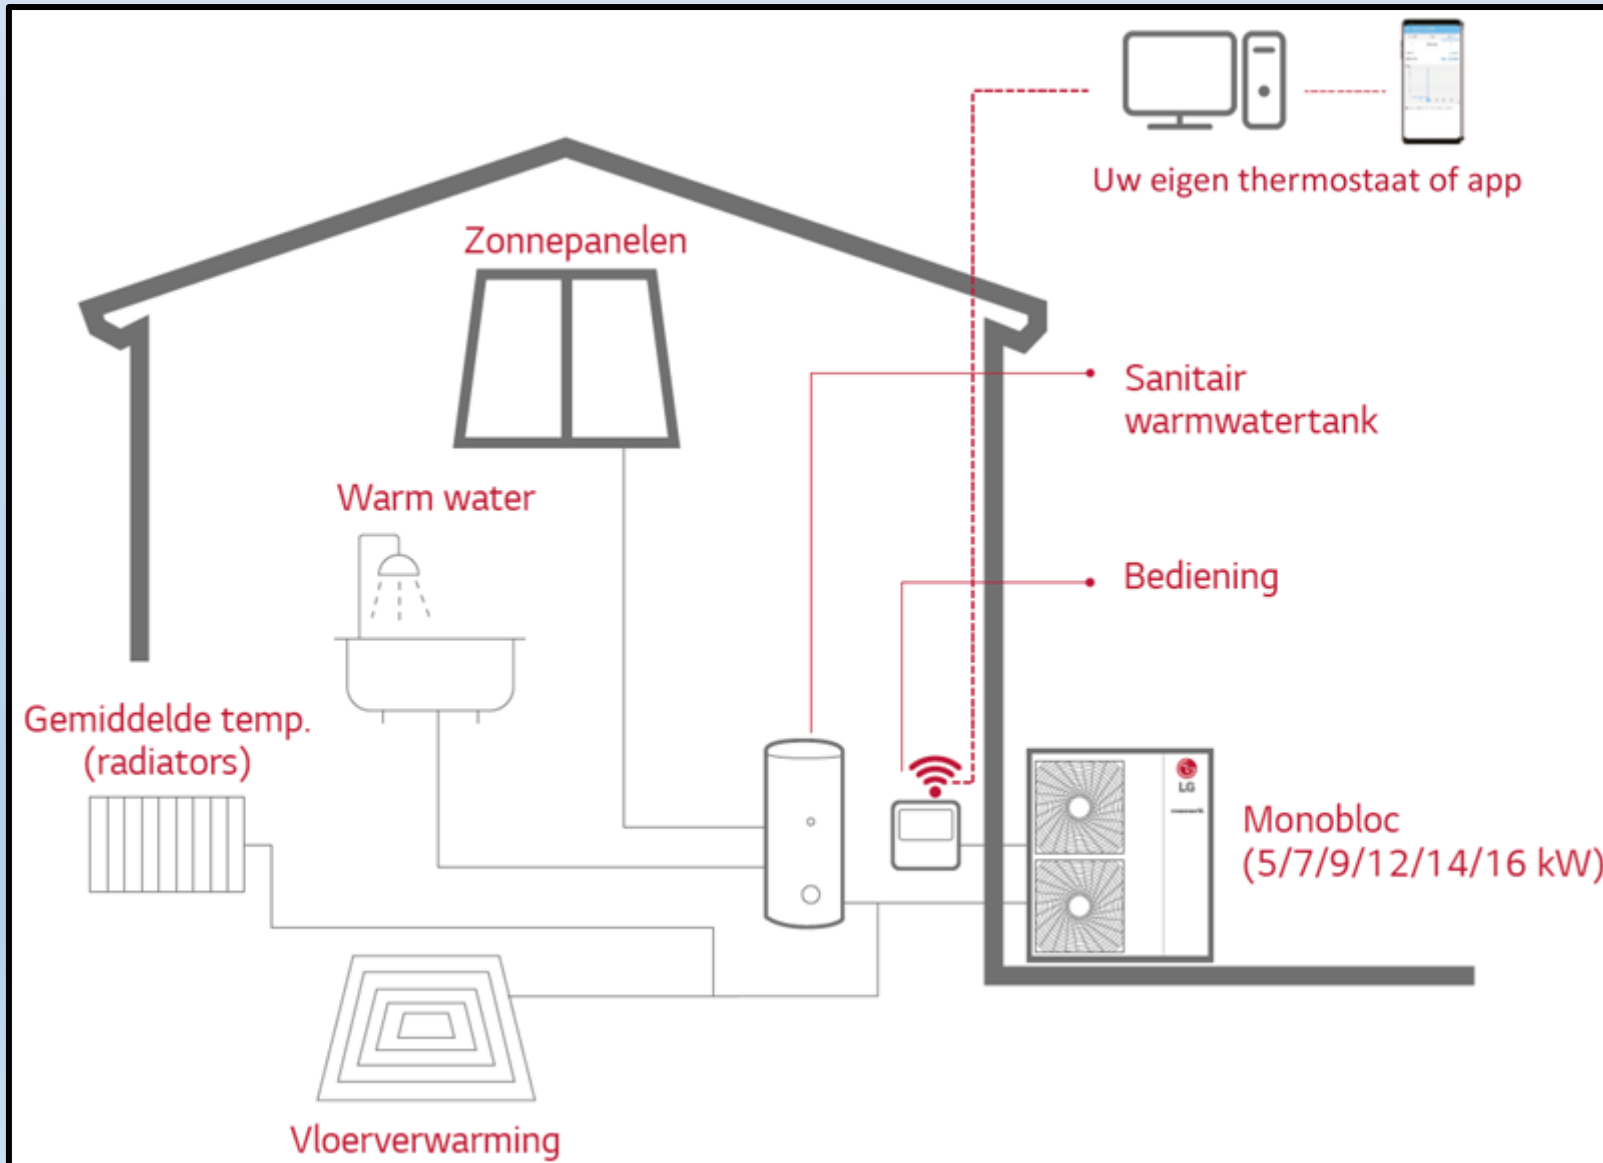 Uw eigen thermostaat of app
Zonnepanelen
Sanitair
warmwatertank
Warm water
Bediening
Gemiddelde temp.
(radiators)
LG
Monobloc
(5/7/9/12/14/16 kW)
Vloerverwarming